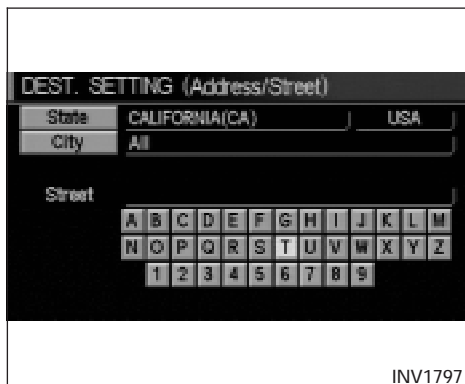 DEST. SETTING (Address/Street)
State CALIFORNIA(CA) USA
City All
Street
A B C D E F G H I J K L M
N O P Q R S T U V W X Y Z
1 2 3 4 5 6 7 8 9
INV1797